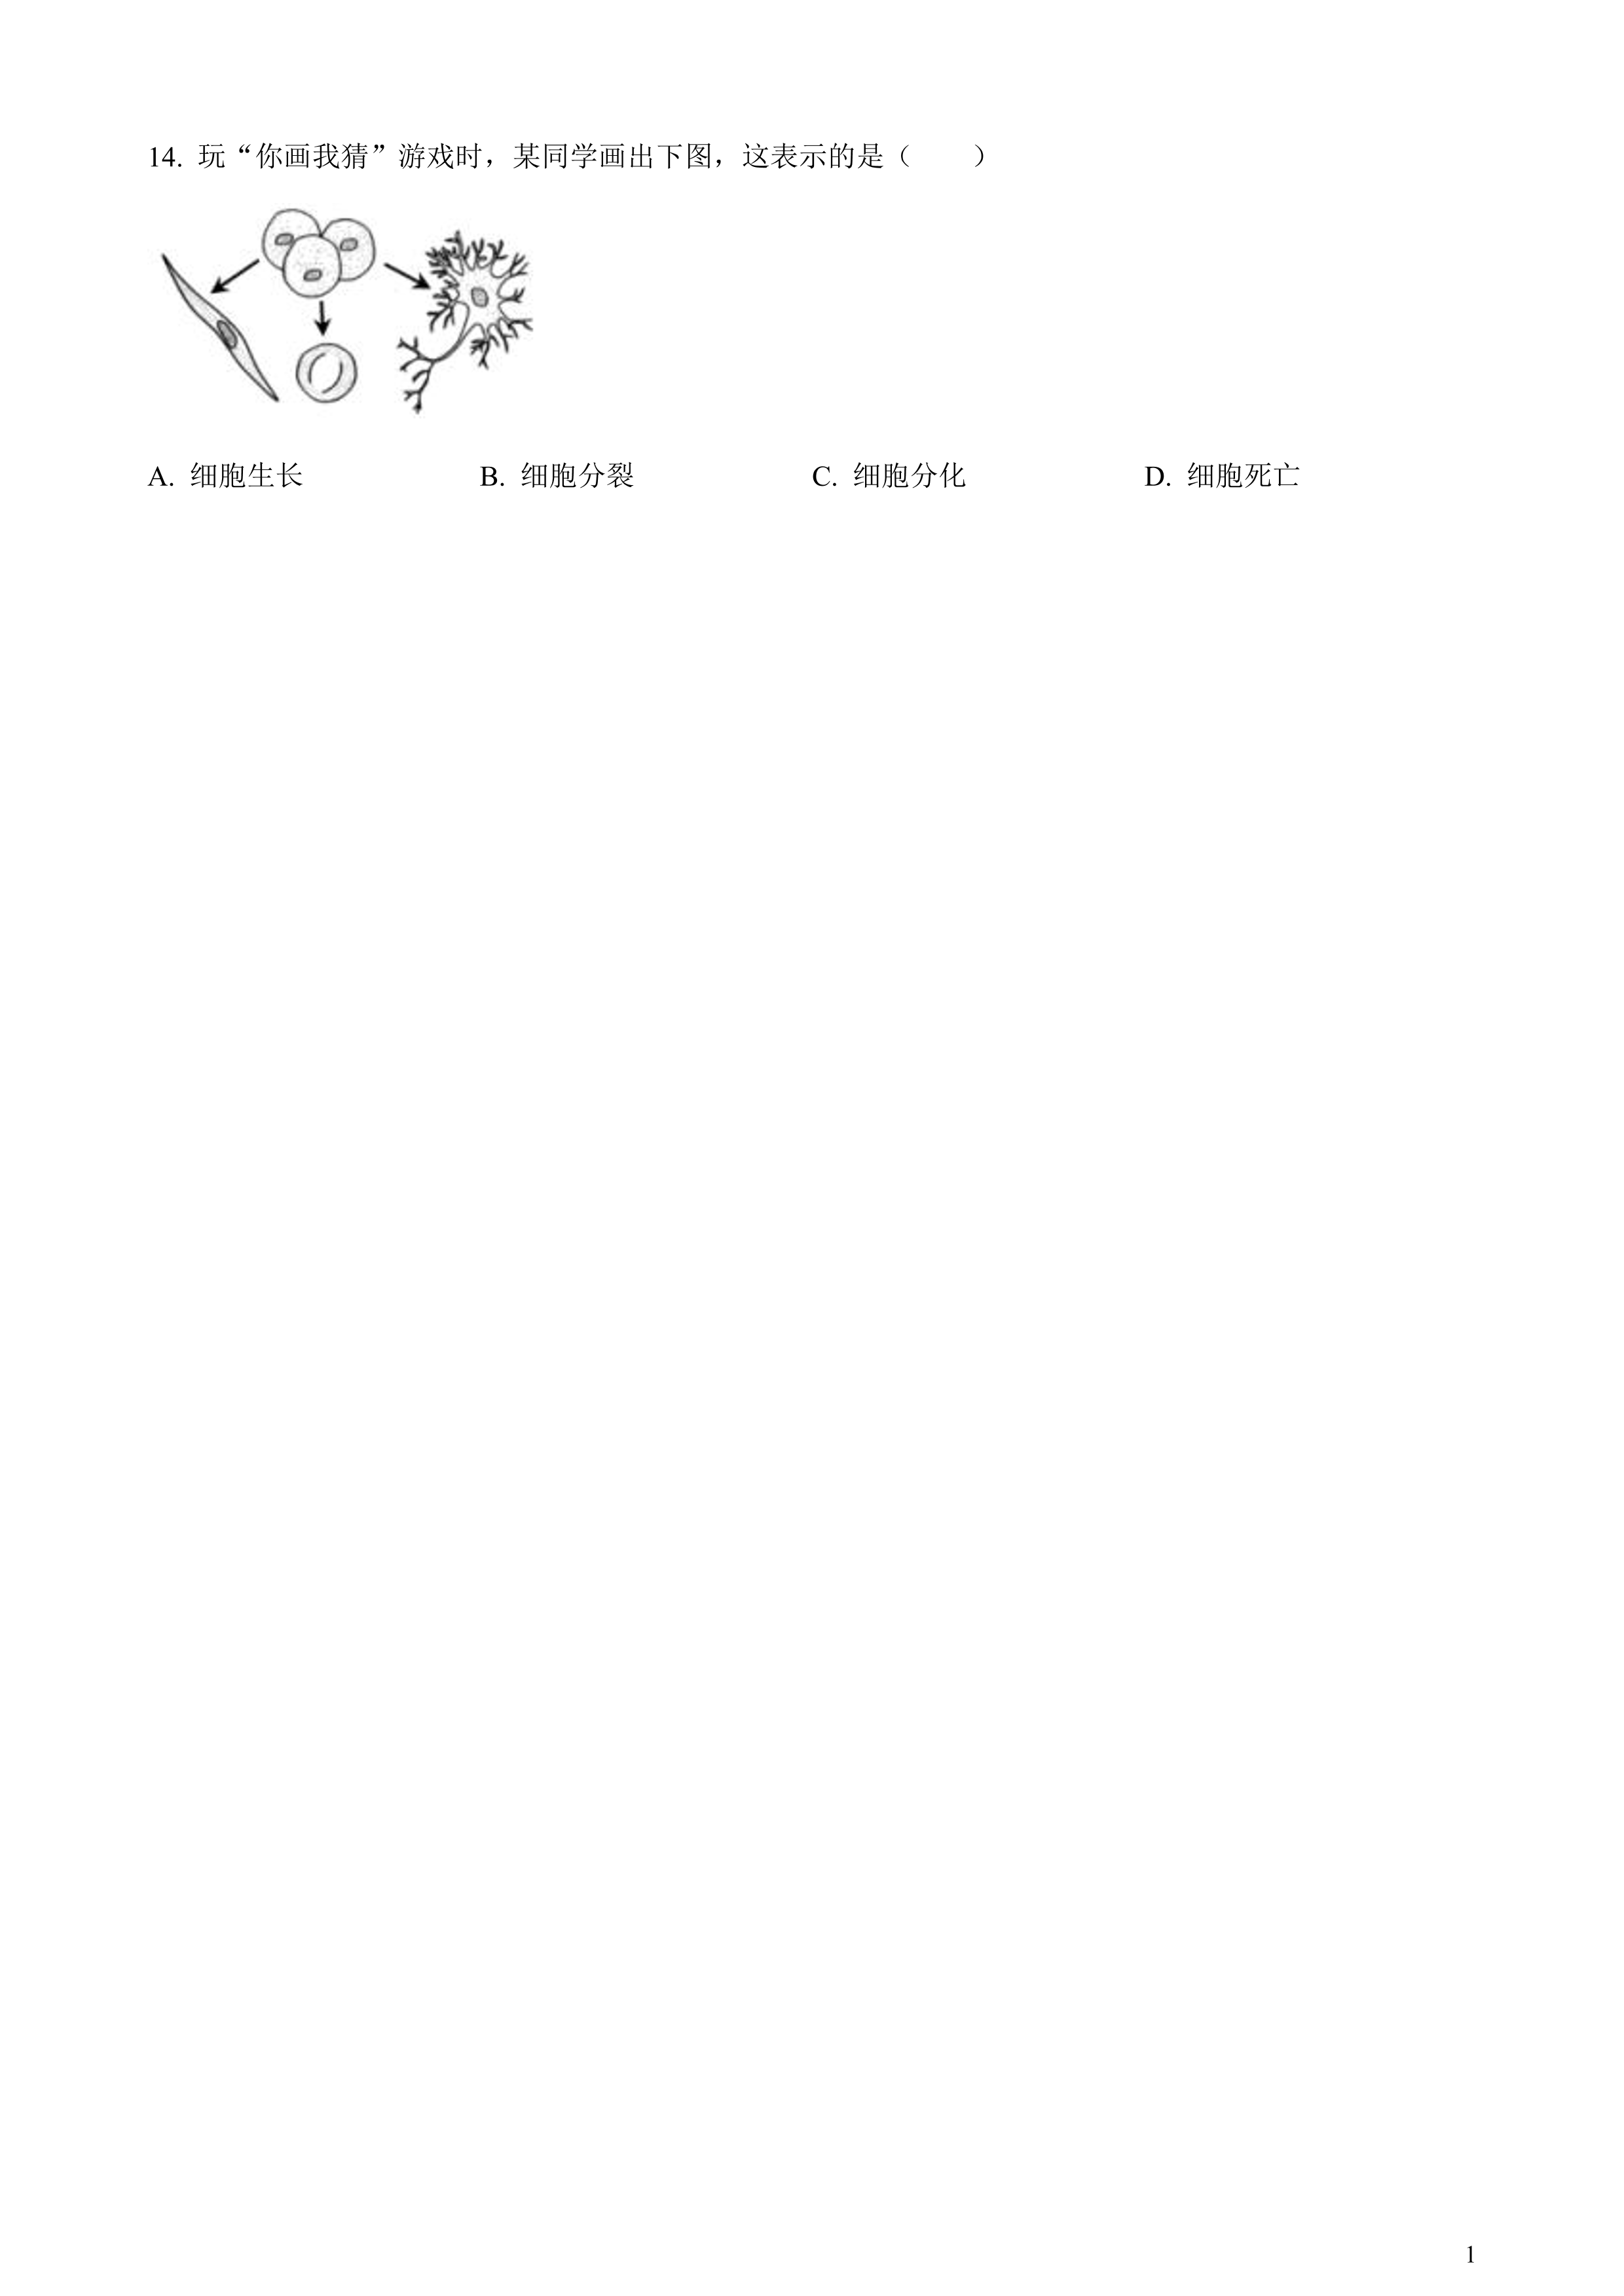 14. 玩“你画我猜”游戏时，某同学画出下图，这表示的是（　　）
A. 细胞生长 B. 细胞分裂 C. 细胞分化 D. 细胞死亡
1